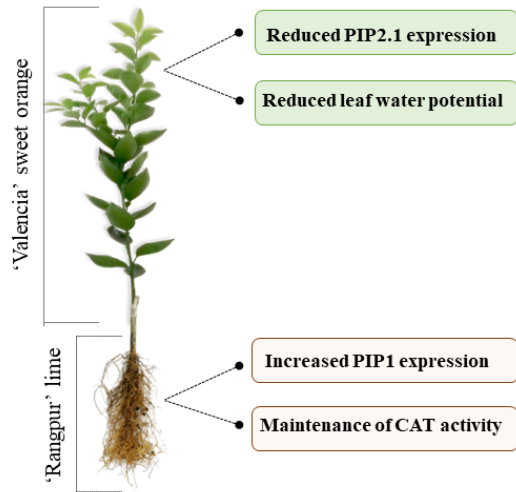 ‘Valencia’ sweet orange
Reduced PIP2.1 expression
Reduced leaf water potential
‘Rangpur’ lime
Increased PIP1 expression
Maintenance of CAT activity